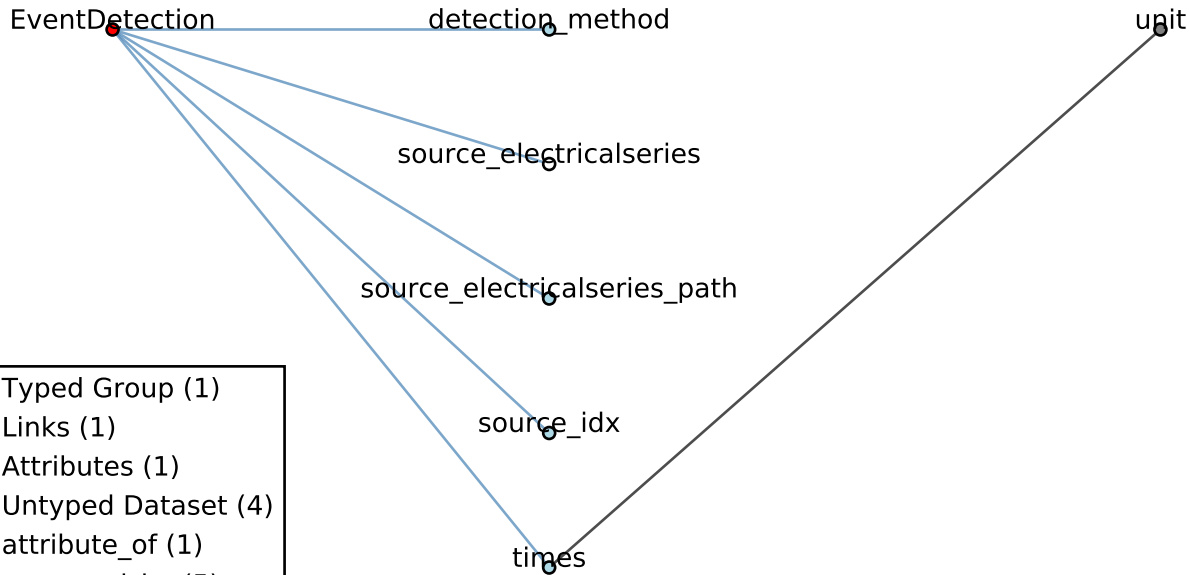 EventDetection
detection_method
unit
source_electricalseries
source_electricalseries_path
source_idx
times
Typed Group (1)
Links (1)
Attributes (1)
Untyped Dataset (4)
attribute_of (1)